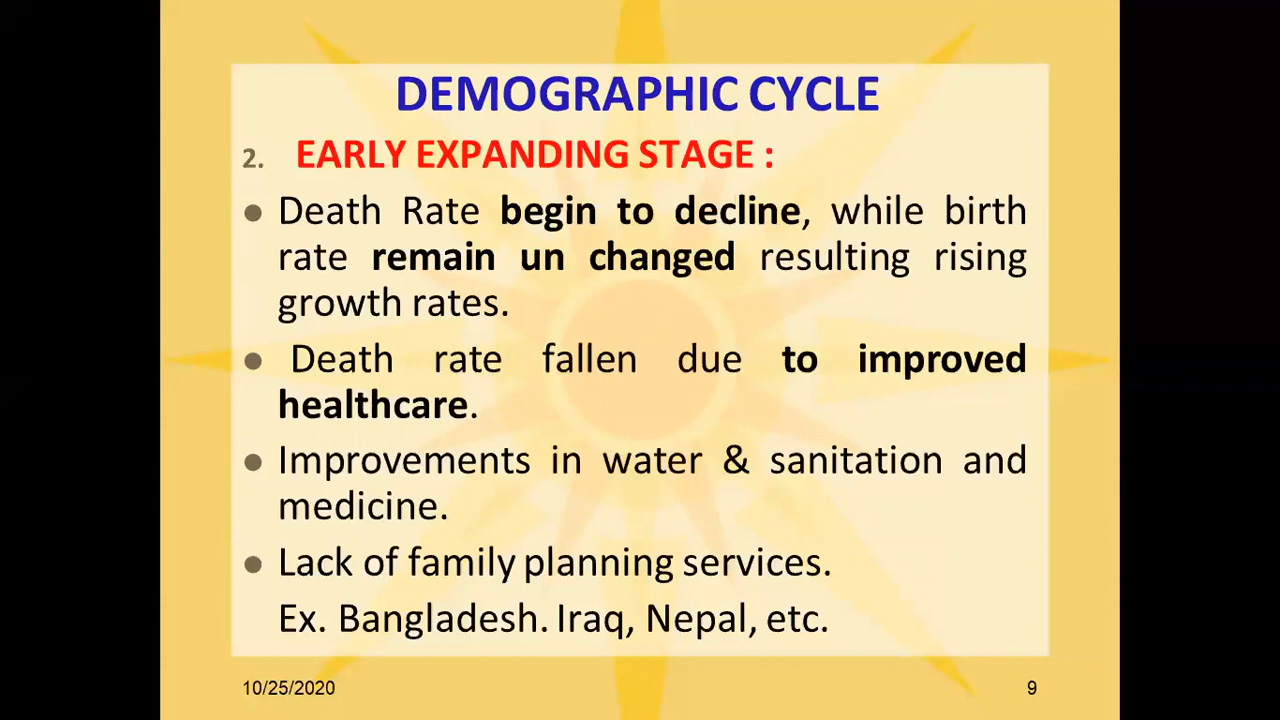 DEMOGRAPHIC CYCLE
2. EARLY EXPANDING STAGE :
● Death Rate begin to decline, while birth
rate remain un changed resulting rising
growth rates.
● Death rate fallen due to improved
healthcare.
● Improvements in water & sanitation and
medicine.
● Lack of family planning services.
Ex. Bangladesh. Iraq, Nepal, etc.
10/25/2020 9